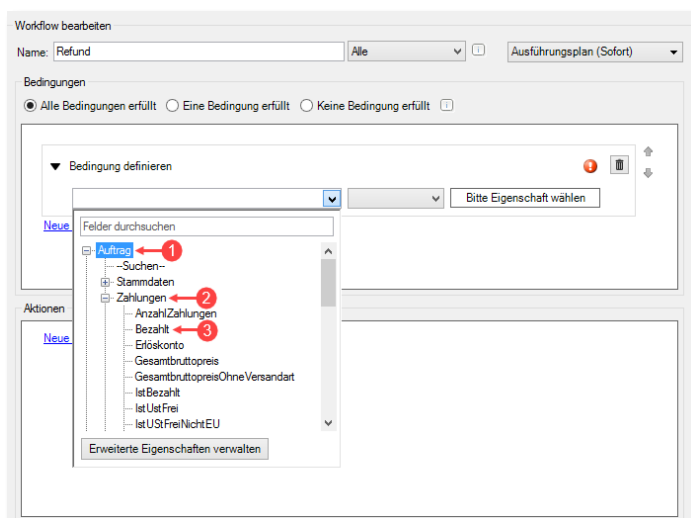 Workflow bearbeiten
Name: Refund Alle i Ausführungsplan (Sofort)
Bedingungen
Alle Bedingungen erfüllt Eine Bedingung erfüllt Keine Bedingung erfüllt i
Bedingung definieren
Bitte Eigenschaft wählen
Neue
Felder durchsuchen
Auftrag 1
--Suchen--
Stammdaten
Zahlungen 2
Aktionen
AnzahlZahlungen
Neue
Bezahlt 3
Erlöskonto
Gesamtbruttopreis
GesamtbruttopreisOhneVersandart
IstBezahlt
IstUstFrei
IstUStFreiNichtEU
Erweiterte Eigenschaften verwalten